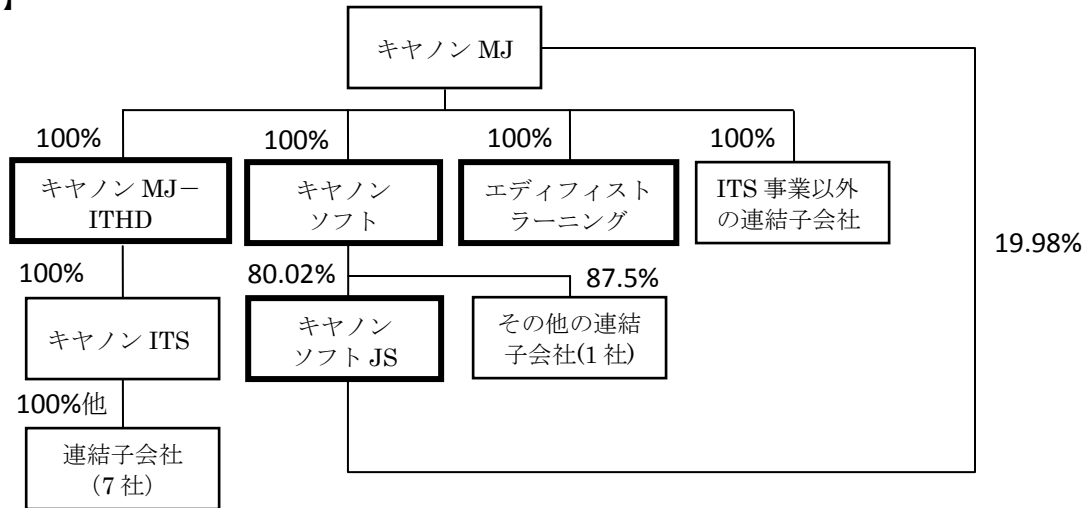 】
キヤノン MJ
100%
100%
100%
100%
キヤノン MJ－
ITHD
キヤノン
ソフト
エディフィスト
ラーニング
ITS 事業以外
の連結子会社
19.98%
100%
80.02%
87.5%
キヤノン ITS
キヤノン
ソフト JS
その他の連結
子会社(1 社)
100%他
連結子会社
(7 社)